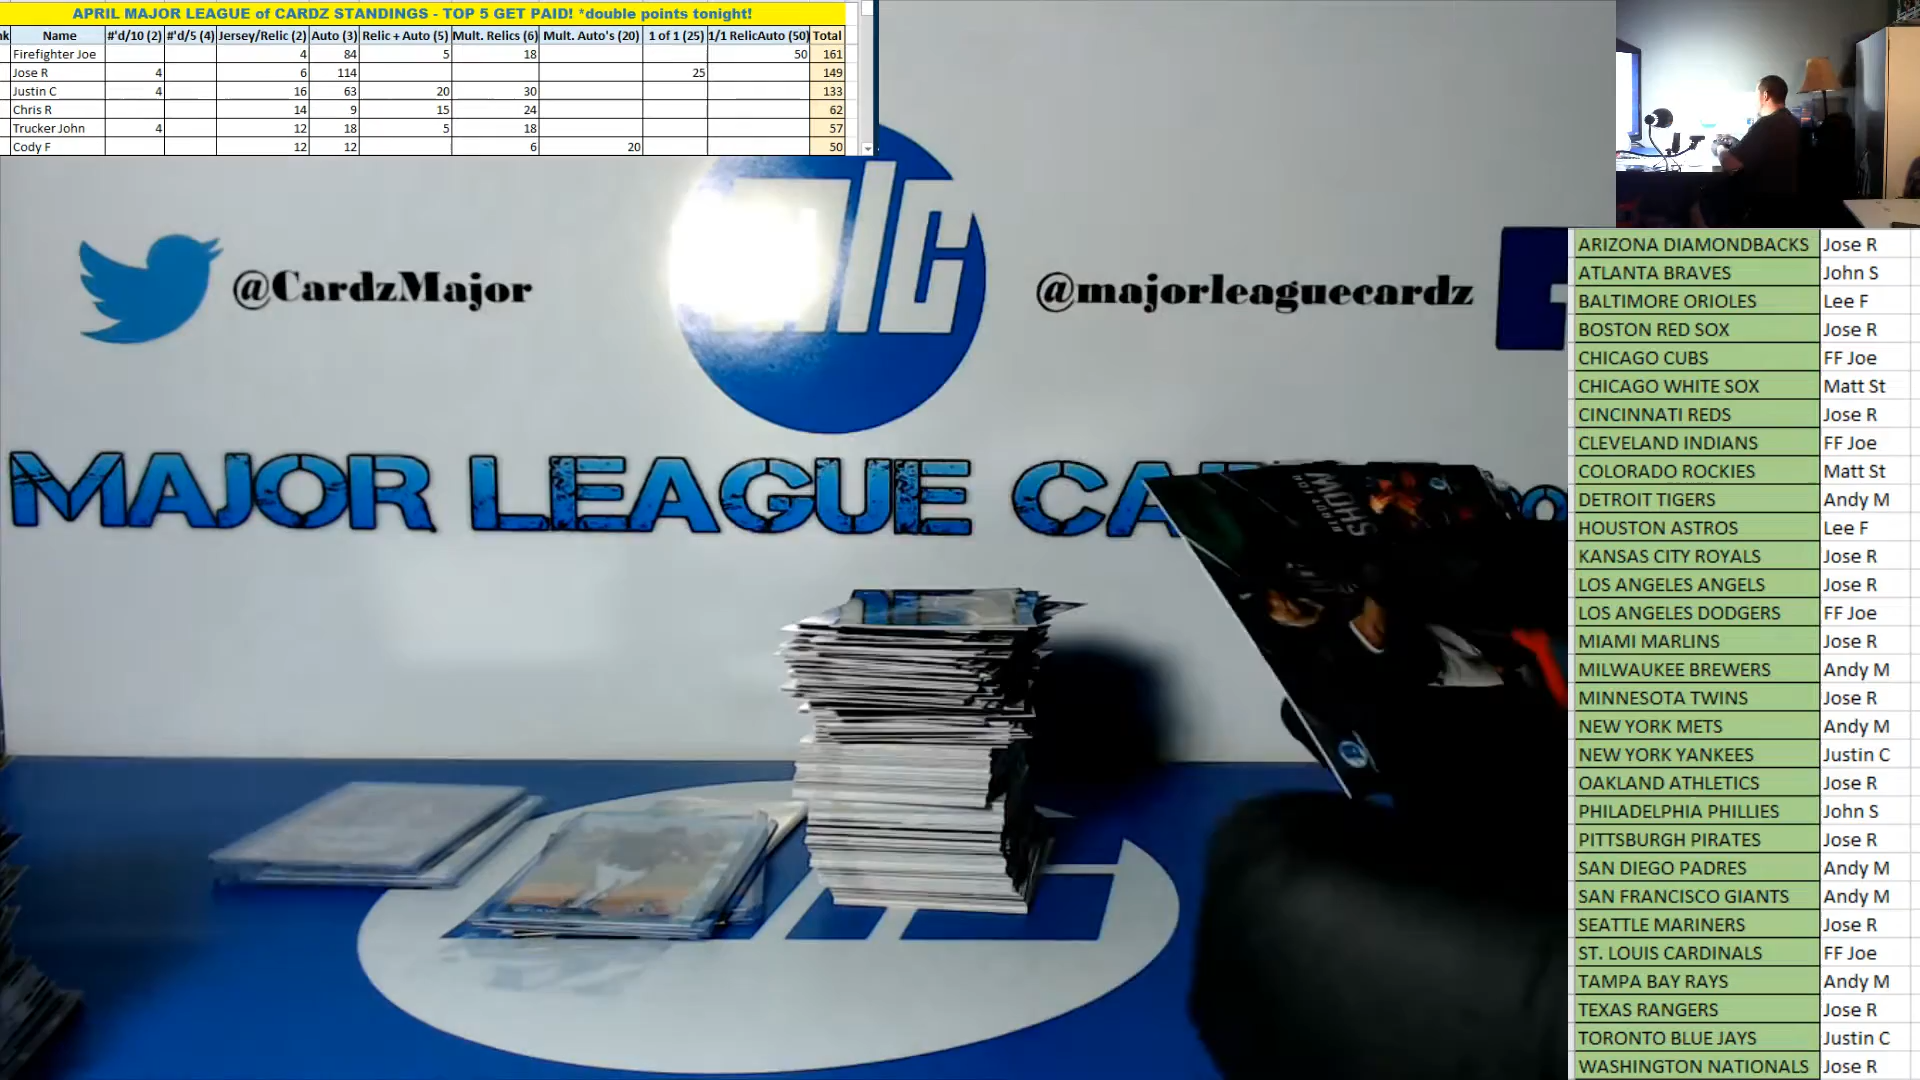 APRIL MAJOR LEAGUE of CARDZ STANDINGS - TOP 5 GET PAID! *double points tonight!
nk Name #'d/10 (2) #'d/5 (4) Jersey/Relic (2) Auto (3) Relic + Auto (5) Mult. Relics (6) Mult. Auto's (20) 1 of 1 (25) 1/1 RelicAuto (50) Total
Firefighter Joe 4 84 5 18 50 161
Jose R 4 6 114 25 149
Justin C 4 16 63 20 30 133
Chris R 14 9 15 24 62
Trucker John 4 12 18 5 18 57
Cody F 12 12 6 20 50
@CardzMajor
mlc
@majorleaguecardz
MAJOR LEAGUE CA
SHOW
ARIZONA DIAMONDBACKS Jose R
ATLANTA BRAVES John S
BALTIMORE ORIOLES Lee F
BOSTON RED SOX Jose R
CHICAGO CUBS FF Joe
CHICAGO WHITE SOX Matt St
CINCINNATI REDS Jose R
CLEVELAND INDIANS FF Joe
COLORADO ROCKIES Matt St
DETROIT TIGERS Andy M
HOUSTON ASTROS Lee F
KANSAS CITY ROYALS Jose R
LOS ANGELES ANGELS Jose R
LOS ANGELES DODGERS FF Joe
MIAMI MARLINS Jose R
MILWAUKEE BREWERS Andy M
MINNESOTA TWINS Jose R
NEW YORK METS Andy M
NEW YORK YANKEES Justin C
OAKLAND ATHLETICS Jose R
PHILADELPHIA PHILLIES John S
PITTSBURGH PIRATES Jose R
SAN DIEGO PADRES Andy M
SAN FRANCISCO GIANTS Andy M
SEATTLE MARINERS Jose R
ST. LOUIS CARDINALS FF Joe
TAMPA BAY RAYS Andy M
TEXAS RANGERS Jose R
TORONTO BLUE JAYS Justin C
WASHINGTON NATIONALS Jose R